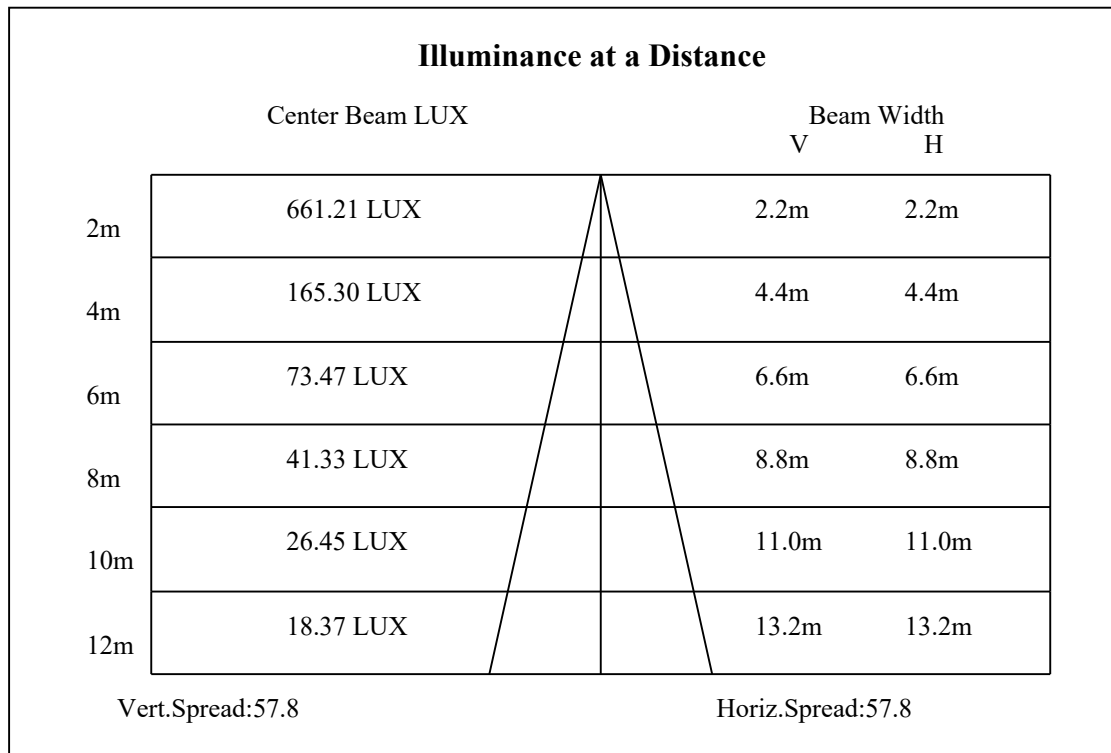 Illuminance at a Distance
Center Beam LUX Beam Width
V H
661.21 LUX 2.2m 2.2m
2m
165.30 LUX 4.4m 4.4m
4m
73.47 LUX 6.6m 6.6m
6m
41.33 LUX 8.8m 8.8m
8m
26.45 LUX 11.0m 11.0m
10m
18.37 LUX 13.2m 13.2m
12m
Vert.Spread:57.8 Horiz.Spread:57.8